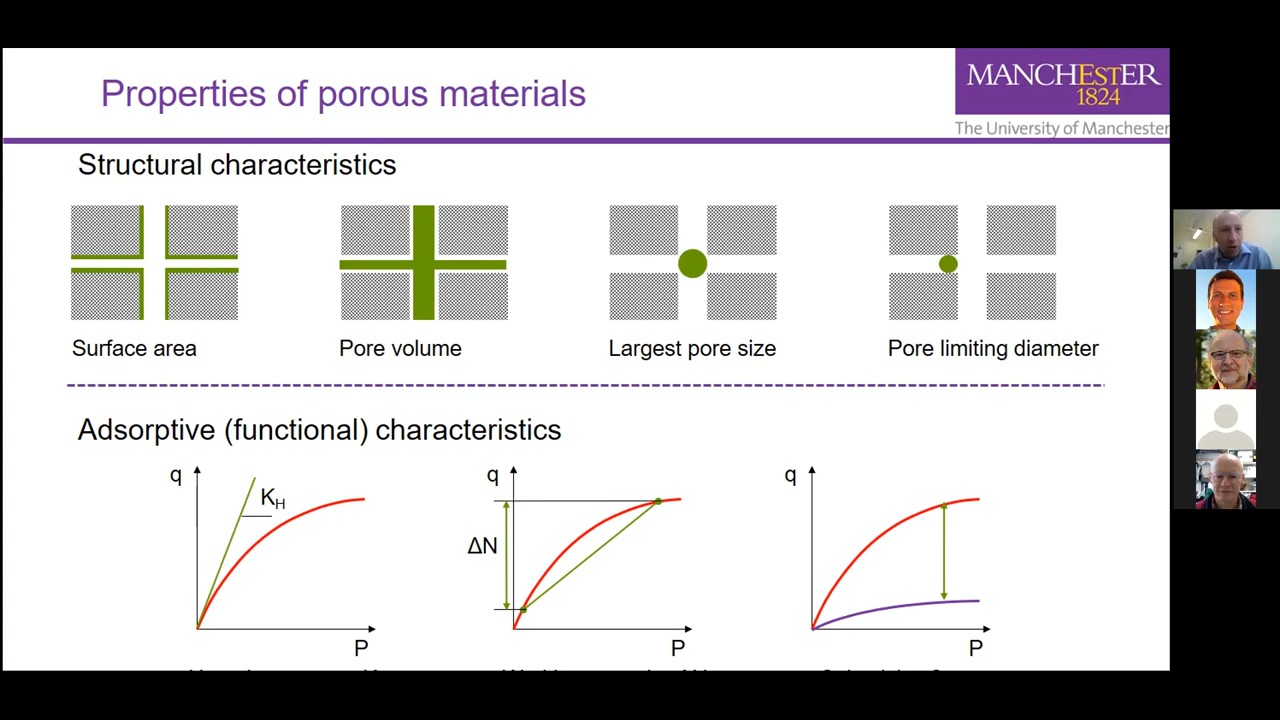 Properties of porous materials
MANCHESTER
1824
The University of Manchester
Structural characteristics
Surface area
Pore volume
Largest pore size
Pore limiting diameter
Adsorptive (functional) characteristics
q
K_H
P
q
ΔN
P
q
P